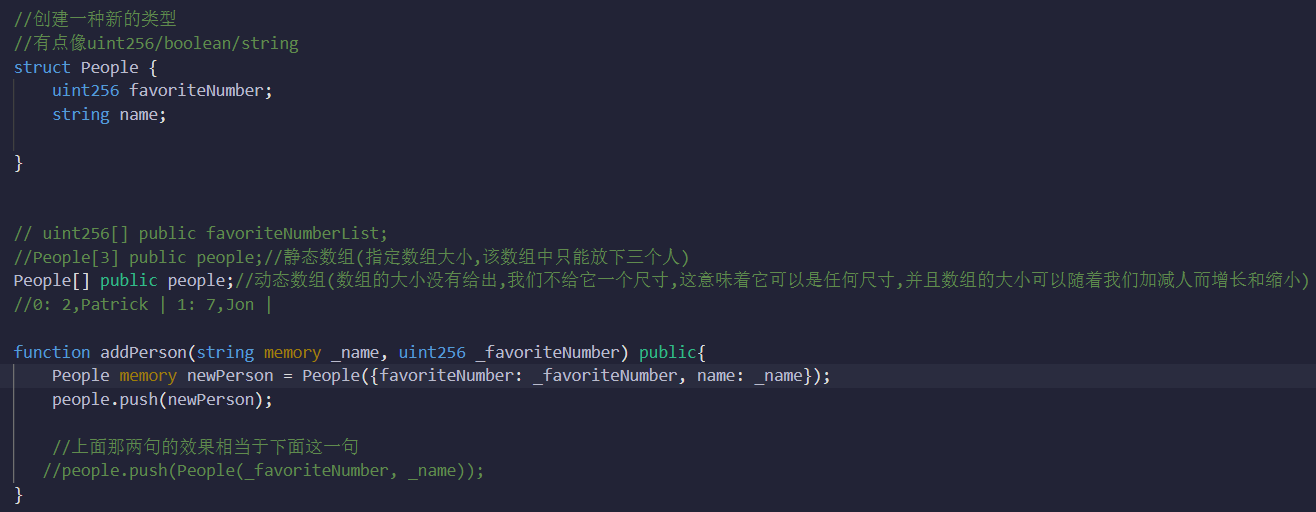 //创建一种新的类型
//有点像uint256/boolean/string
struct People {
    uint256 favoriteNumber;
    string name;

}


// uint256[] public favoriteNumberList;
//People[3] public people;//静态数组(指定数组大小,该数组中只能放下三个人)
People[] public people;//动态数组(数组的大小没有给出,我们不给它一个尺寸,这意味着它可以是任何尺寸,并且数组的大小可以随着我们加减人而增长和缩小)
//0: 2,Patrick | 1: 7,Jon |

function addPerson(string memory _name, uint256 _favoriteNumber) public{
    People memory newPerson = People({favoriteNumber: _favoriteNumber, name: _name});
    people.push(newPerson);

    //上面那两句的效果相当于下面这一句
   //people.push(People(_favoriteNumber, _name));
}